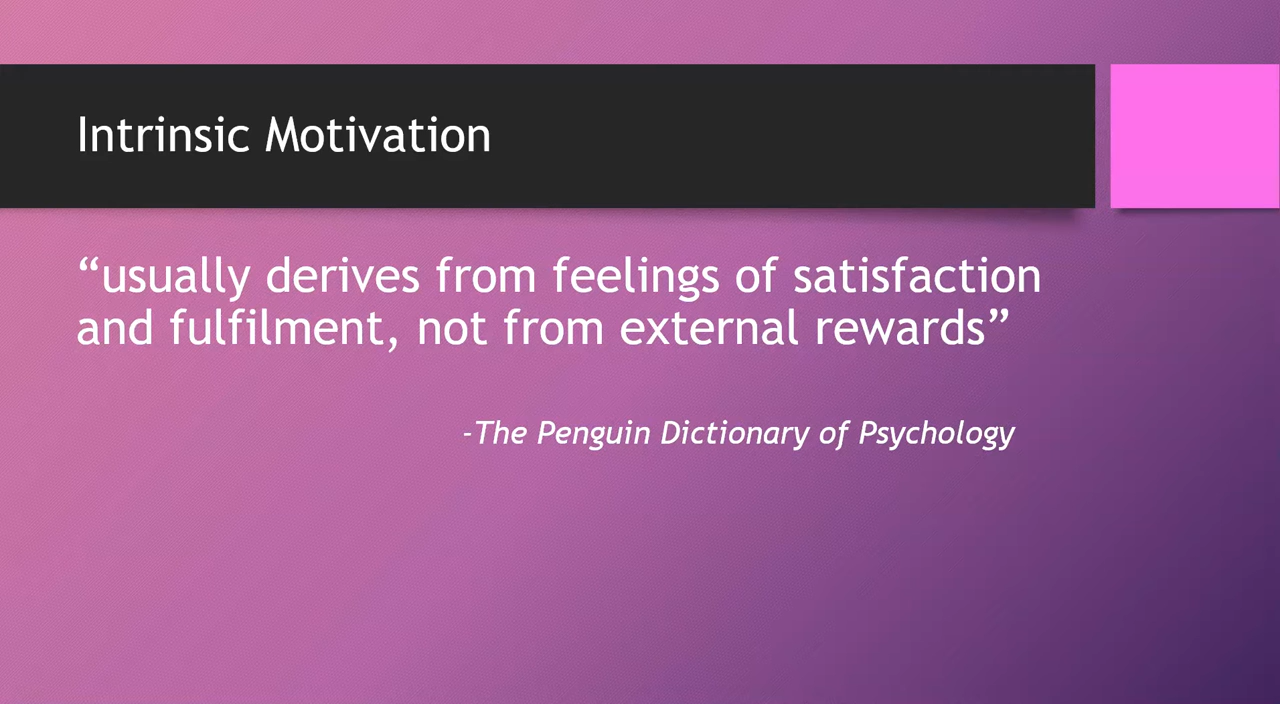 Intrinsic Motivation
“usually derives from feelings of satisfaction
and fulfilment, not from external rewards”
-The Penguin Dictionary of Psychology